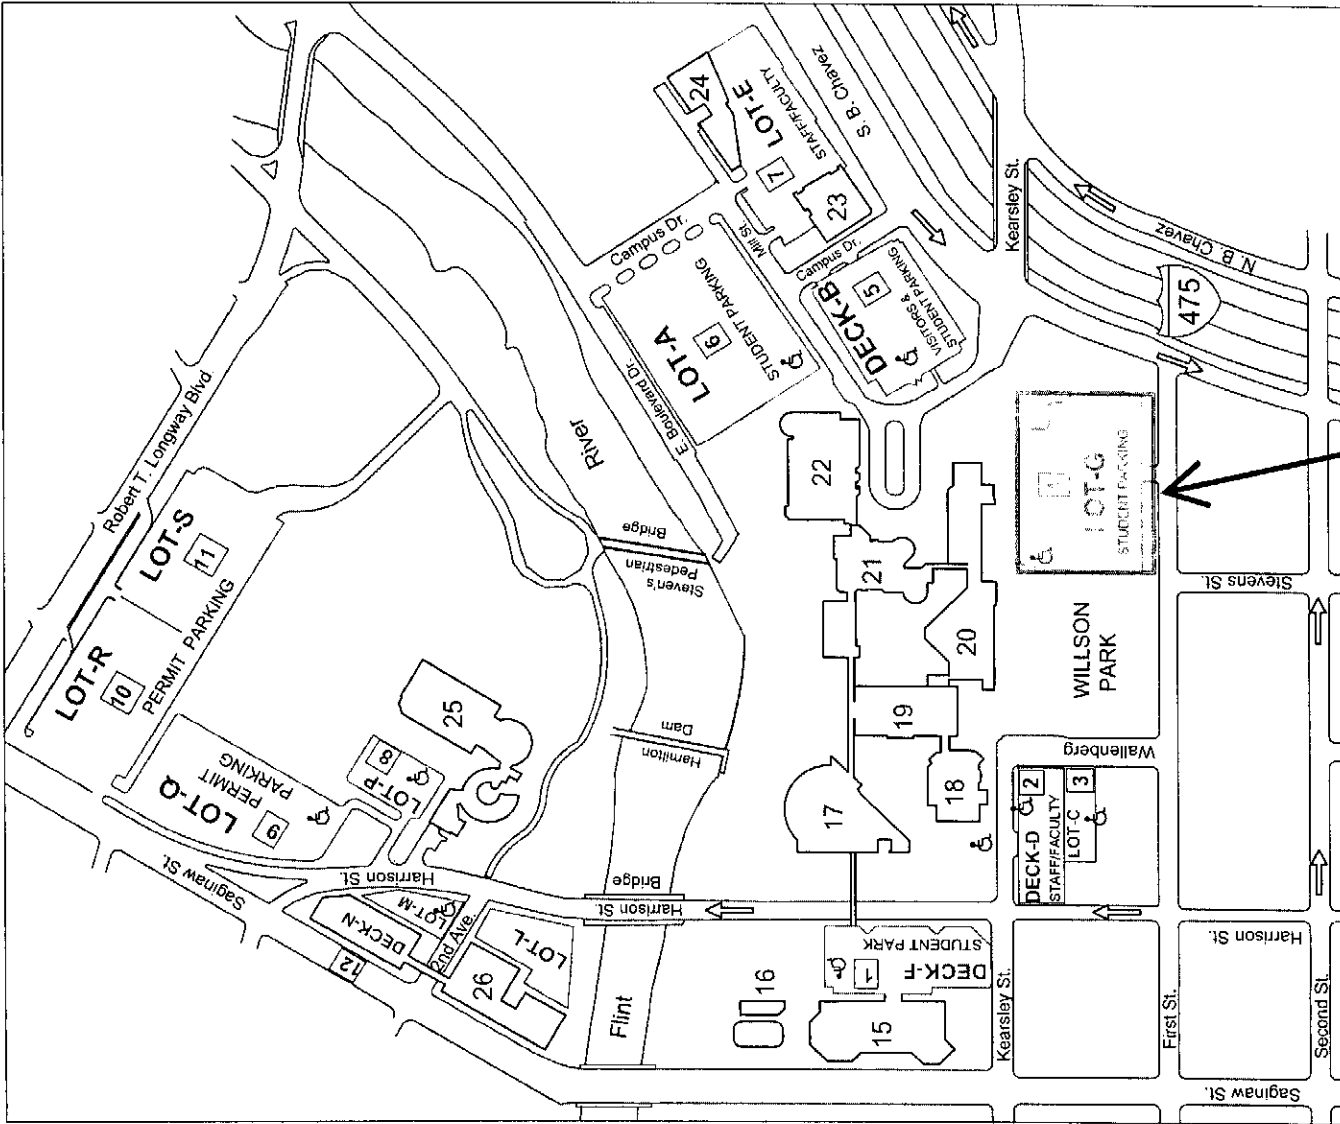 Robert T. Longway Blvd.
LOT-S
11
LOT-R
10
PERMIT PARKING
LOT-Q
9
PERMIT
PARKING
LOT-P
8
25
Saginaw St.
Harrison St.
LOT-M
DECK-N
12
2nd Ave.
LOT-L
26
Flint
River
Harrison St.
Bridge
Hamilton
Dam
Steven's
Pedestrian
Bridge
E. Boulevard Dr.
LOT-A
6
STUDENT PARKING
Campus Dr.
Mill St.
24
LOT-E
7
STAFF/FACULTY
23
S. B. Chavez
Campus Dr.
DECK-B
5
VISITORS &
STUDENT PARKING
Kearsley St.
N. B. Chavez
475
22
21
20
19
18
17
16
15
1
DECK-F
STUDENT PARK
WILLSON
PARK
LOT-G
STUDENT PARKING
Stevens St.
Wallenberg
DECK-D
2
STAFF/FACULTY
LOT-C
3
Kearsley St.
First St.
Harrison St.
Second St.
Saginaw St.